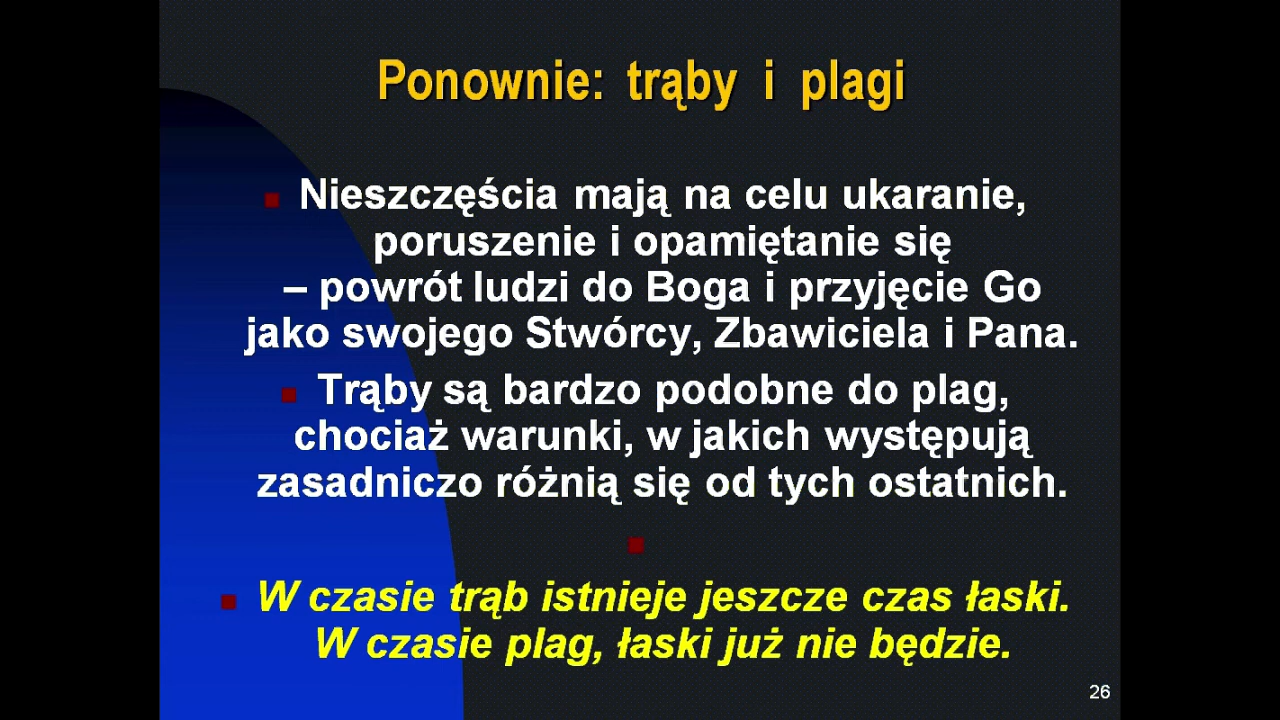 Ponownie: trąby i plagi
Nieszczęścia mają na celu ukaranie,
poruszenie i opamiętanie się
– powrót ludzi do Boga i przyjęcie Go
jako swojego Stwórcy, Zbawiciela i Pana.
Trąby są bardzo podobne do plag,
chociaż warunki, w jakich występują
zasadniczo różnią się od tych ostatnich.
W czasie trąb istnieje jeszcze czas łaski.
W czasie plag, łaski już nie będzie.
26